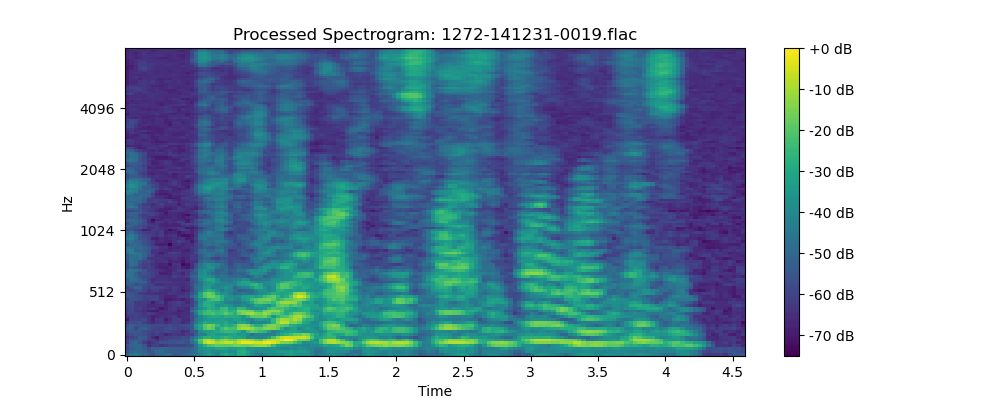 Processed Spectrogram: 1272-141231-0019.flac
Hz
4096
2048
1024
512
0
0 0.5 1 1.5 2 2.5 3 3.5 4 4.5
Time
+0 dB
-10 dB
-20 dB
-30 dB
-40 dB
-50 dB
-60 dB
-70 dB